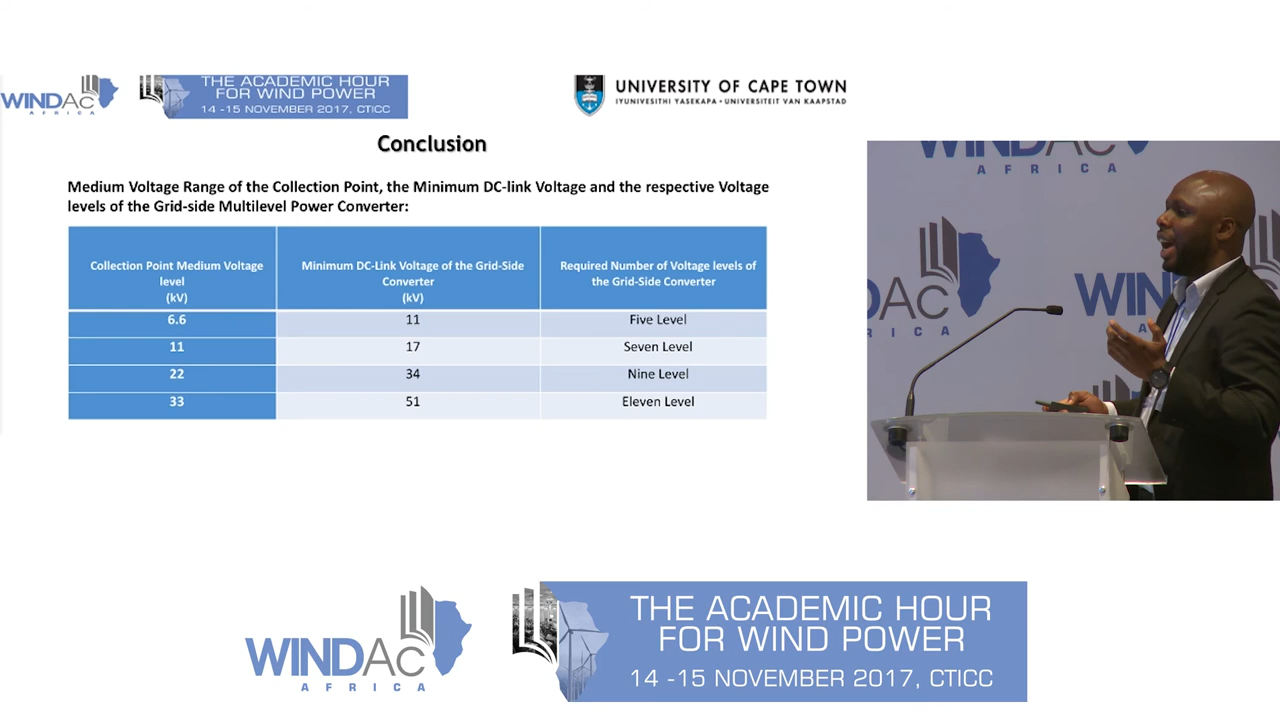 WINDAC
AFRICA
THE ACADEMIC HOUR
FOR WIND POWER
14 -15 NOVEMBER 2017, CTICC
UNIVERSITY OF CAPE TOWN
IYUNIVESITHI YASEKAPA • UNIVERSITEIT VAN KAAPSTAD
Conclusion
Medium Voltage Range of the Collection Point, the Minimum DC-link Voltage and the respective Voltage
levels of the Grid-side Multilevel Power Converter:
Collection Point Medium Voltage
level
(kV)
Minimum DC-Link Voltage of the Grid-Side
Converter
(kV)
Required Number of Voltage levels of
the Grid-Side Converter
6.6 11 Five Level
11 17 Seven Level
22 34 Nine Level
33 51 Eleven Level
WINDAC
AFRICA
DAC
RICA
WIN
A
WINDAC
AFRICA
THE ACADEMIC HOUR
FOR WIND POWER
14 -15 NOVEMBER 2017, CTICC